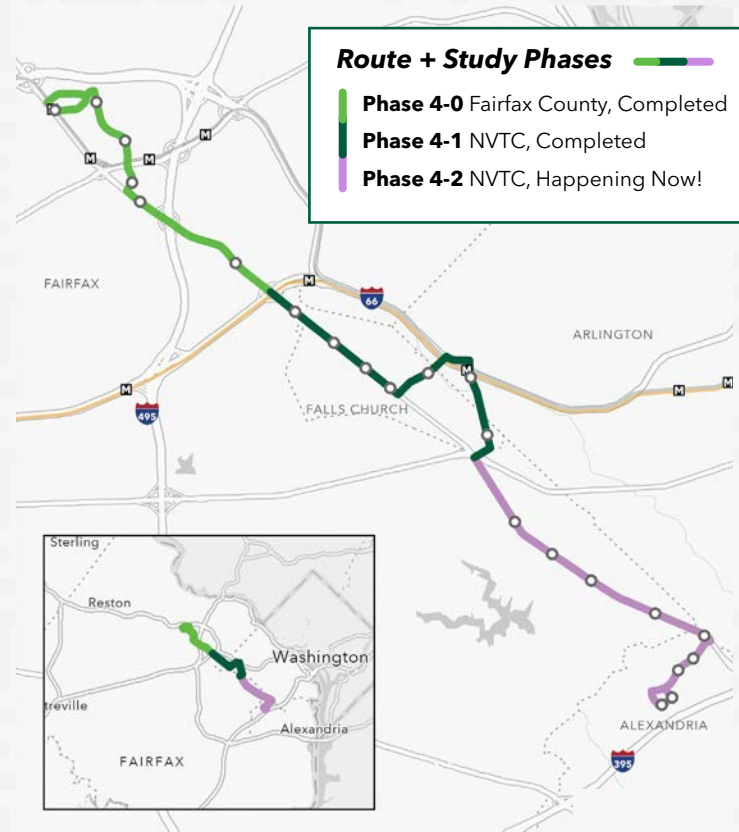 Route + Study Phases
Phase 4-0 Fairfax County, Completed
Phase 4-1 NVTC, Completed
Phase 4-2 NVTC, Happening Now!
M
M
M
M
FAIRFAX
M
66
ARLINGTON
M
M
M
M
495
FALLS CHURCH
Sterling
Reston
Washington
treville
Alexandria
FAIRFAX
ALEXANDRIA
395